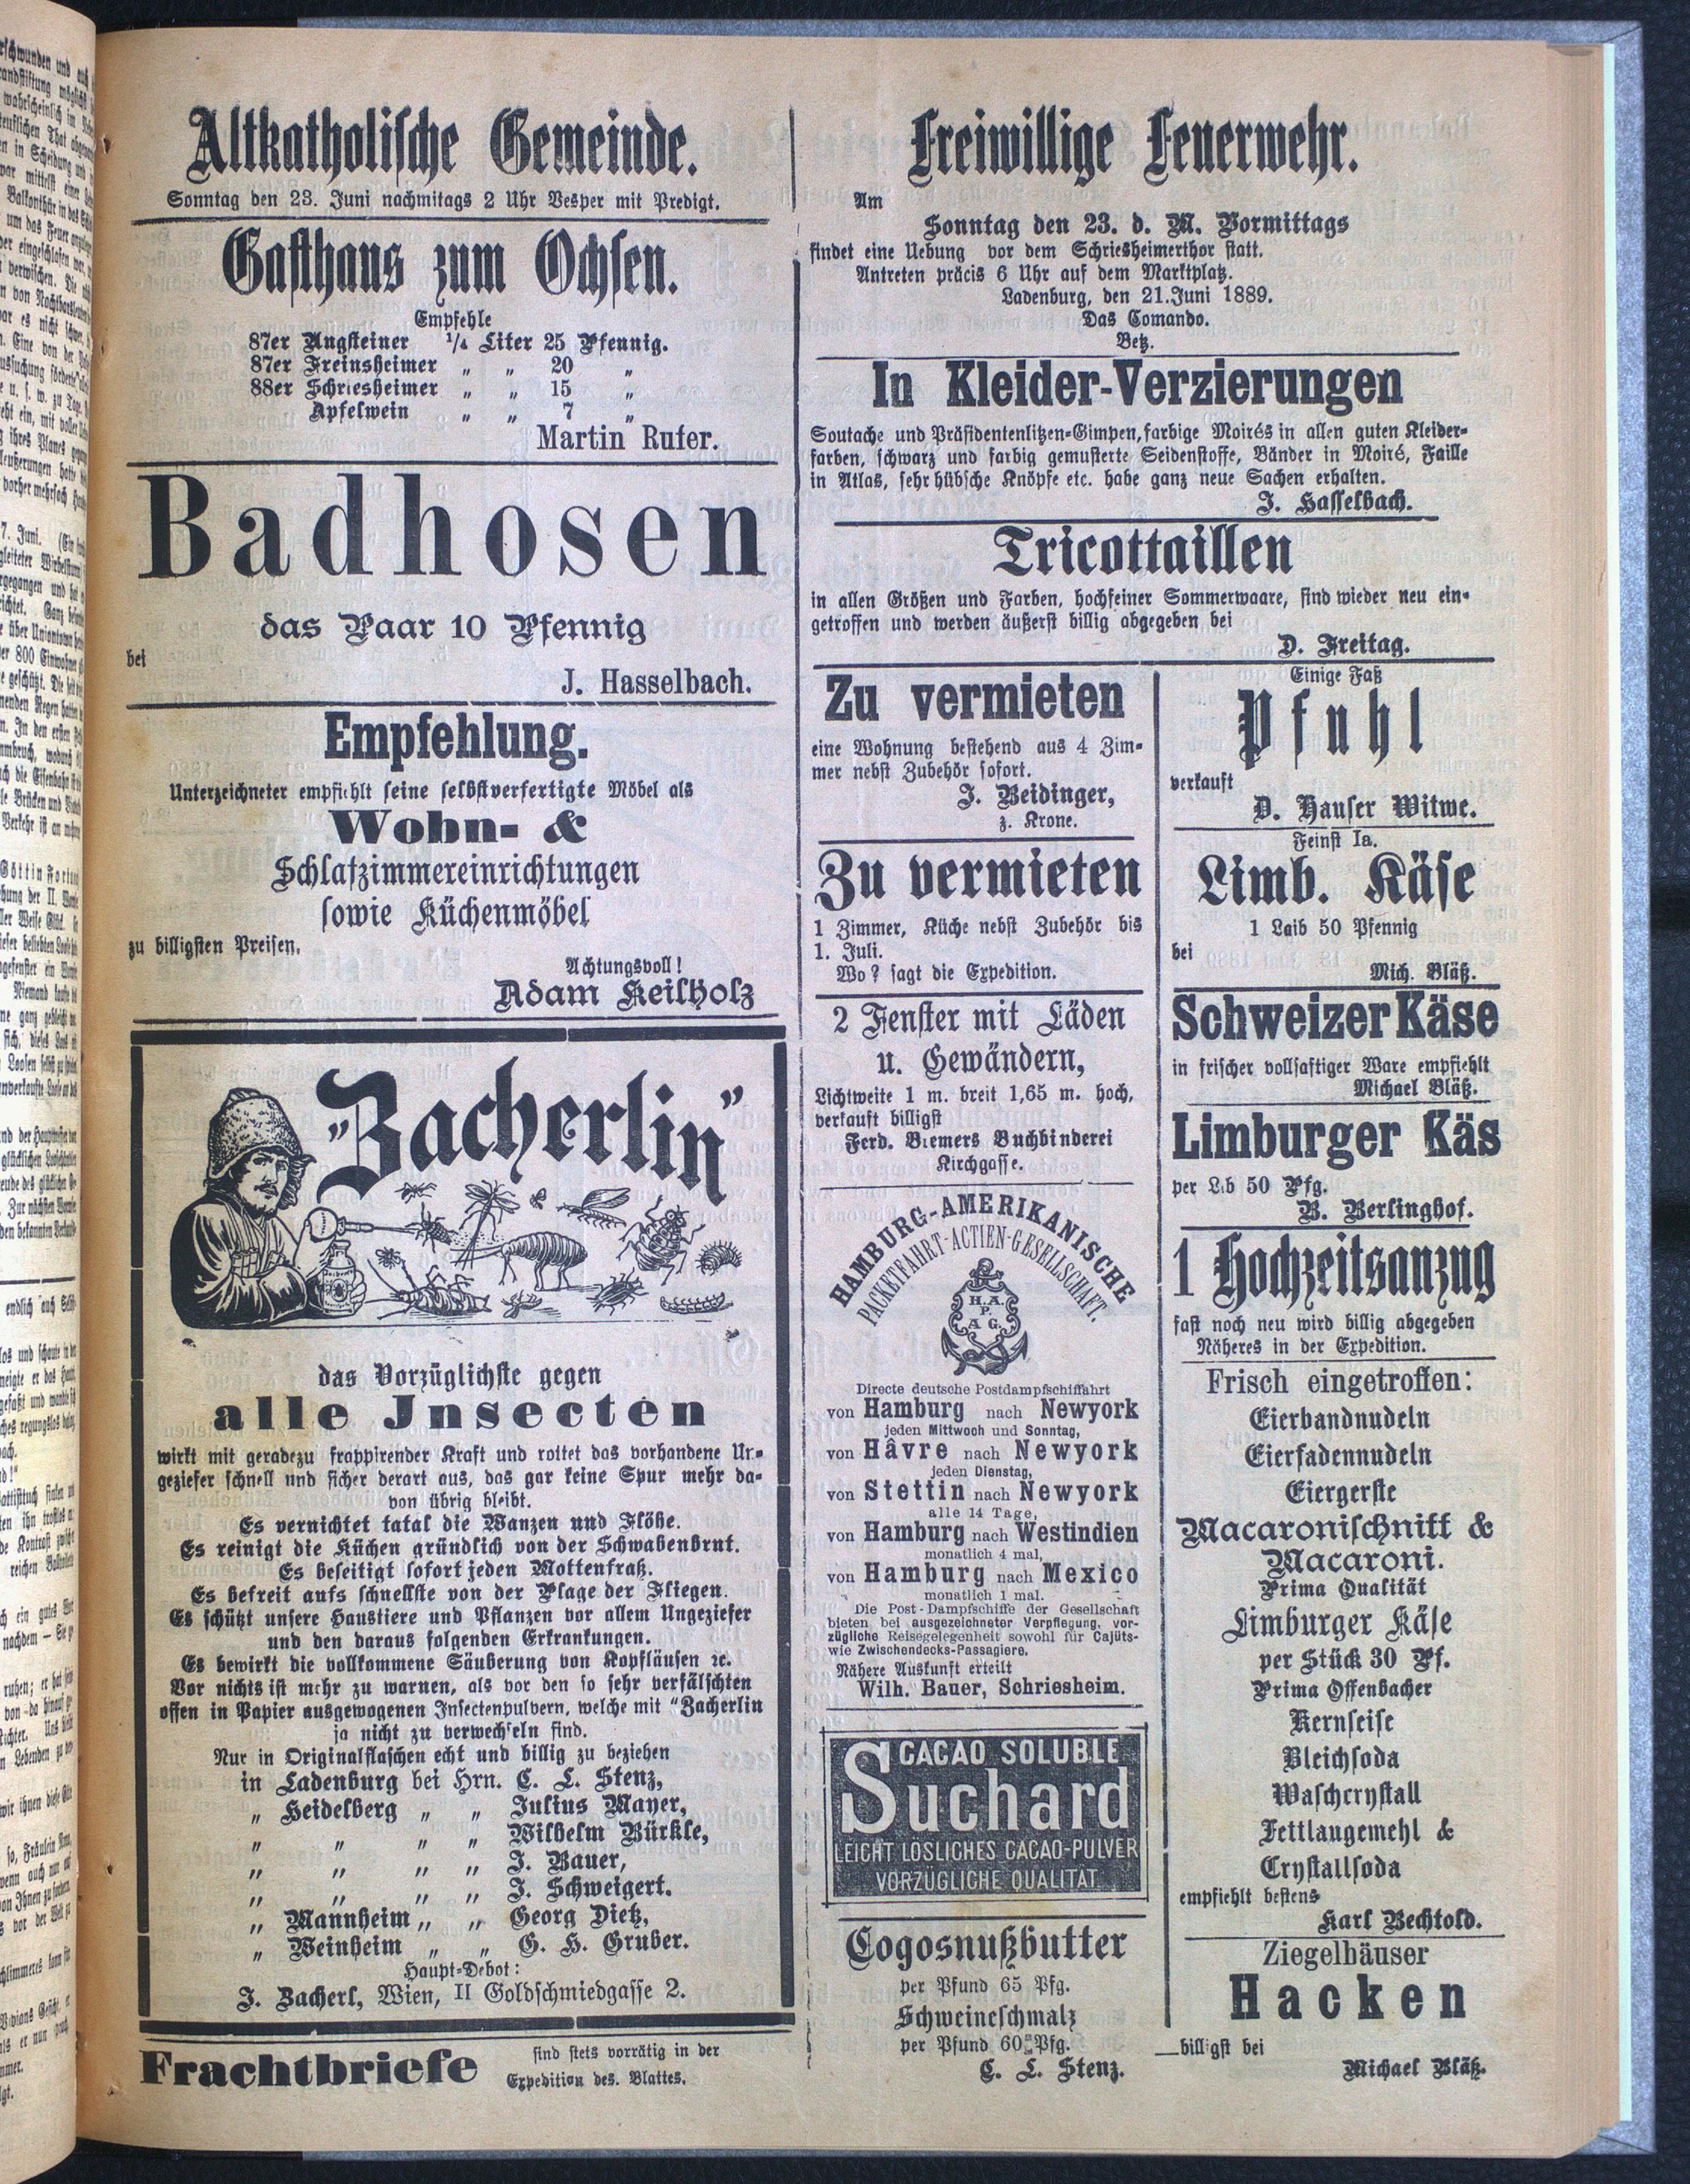 Altkatholische Gemeinde.
Sonntag den 23. Juni nachmitags 2 Uhr Vesper mit Predigt.
Gasthaus zum Ochsen.
Empfehle
87er Ungsteiner 1/4 Liter 25 Pfennig.
87er Freinsheimer „ „ 20 „
88er Schriesheimer „ „ 15 „
Apfelwein „ „ 7 „
Martin Rufer.
Badhosen
das Paar 10 Pfennig
bei
J. Hasselbach.
Empfehlung.
Unterzeichneter empfiehlt seine selbstverfertigte Möbel als
Wohn- &
Schlafzimmereinrichtungen
sowie Küchenmöbel
zu billigsten Preisen.
Achtungsvoll!
Adam Keilholz
„Zacherlin”
das Vorzüglichste gegen
alle Insecten
wirkt mit geradezu frappirender Kraft und rottet das vorhandene Un-
geziefer schnell und sicher derart aus, das gar keine Spur mehr da-
von übrig bleibt.
Es vernichtet tatal die Wanzen und Flöhe.
Es reinigt die Küchen gründlich von der Schwabenbrut.
Es beseitigt sofort jeden Mottenfraß.
Es befreit aufs schnellste von der Plage der Fliegen.
Es schützt unsere Haustiere und Pflanzen vor allem Ungeziefer
und den daraus folgenden Erkrankungen.
Es bewirkt die vollkommene Säuberung von Kopfläusen ꝛc.
Vor nichts ist mehr zu warnen, als vor den so sehr verfälschten
offen in Papier ausgewogenen Insectenpulvern, welche mit "Zacherlin
ja nicht zu verwechseln sind.
Nur in Originalflaschen echt und billig zu beziehen
in Ladenburg bei Hrn. C. L. Stenz,
„ Heidelberg „ „ Julius Mayer,
„ „ „ „ Wilhelm Bürkle,
„ „ „ „ J. Bauer,
„ „ „ „ J. Schweigert.
„ Mannheim „ „ Georg Dietz,
„ Weinheim „ „ G. H. Gruber.
Haupt-Debot:
J. Zacherl, Wien, II Goldschmiedgasse 2.
Frachtbriefe sind stets vorrätig in der
Expedition des. Blattes.
Freiwillige Feuerwehr.
Am
Sonntag den 23. d. M. Vormittags
findet eine Uebung vor dem Schriesheimerthor statt.
Antreten präcis 6 Uhr auf dem Marktplatz.
Ladenburg, den 21.Juni 1889.
Das Comando.
Betz.
In Kleider-Verzierungen
Soutache und Präsidentenlitzen-Gimpen, farbige Moirés in allen guten Kleider-
farben, schwarz und farbig gemusterte Seidenstoffe, Bänder in Moiré, Faille
in Atlas, sehr hübsche Knöpfe etc. habe ganz neue Sachen erhalten.
J. Hasselbach.
Tricottaillen
in allen Größen und Farben, hochfeiner Sommerwaare, sind wieder neu ein-
getroffen und werden äußerst billig abgegeben bei
D. Freitag.
Zu vermieten
eine Wohnung bestehend aus 4 Zim-
mer nebst Zubehör sofort.
J. Beidinger,
z. Krone.
Zu vermieten
1 Zimmer, Küche nebst Zubehör bis
1. Juli.
Wo? sagt die Expedition.
2 Fenster mit Läden
u. Gewändern,
Lichtweite 1 m. breit 1,65 m. hoch,
verkauft billigst
Ferd. Biemers Buchbinderei
Kirchgasse.
HAMBURG-AMERIKANISCHE
PACKETFAHRT-ACTIEN-GESELLSCHAFT.
H.A.
P.
A.G.
Directe deutsche Postdampfschiffahrt
von Hamburg nach Newyork
jeden Mittwoch und Sonntag,
von Hâvre nach Newyork
jeden Dienstag,
von Stettin nach Newyork
alle 14 Tage,
von Hamburg nach Westindien
monatlich 4 mal,
von Hamburg nach Mexico
monatlich 1 mal.
Die Post-Dampfschiffe der Gesellschaft
bieten bei ausgezeichneter Verpflegung, vor-
zügliche Reisegelegenheit sowohl für Cajüts-
wie Zwischendecks-Passagiere.
Nähere Auskunft erteilt
Wilh. Bauer, Schriesheim.
CACAO SOLUBLE
Suchard
LEICHT LÖSLICHES CACAO-PULVER
VORZÜGLICHE QUALITÄT
Cogosnußbutter
per Pfund 65 Pfg.
Schweineschmalz
per Pfund 60 Pfg.
C. L. Stenz.
Einige Faß
Pfuhl
verkauft
D. Hauser Witwe.
Feinst Ia.
Limb. Käse
1 Laib 50 Pfennig
bei
Mich. Bläß.
Schweizer Käse
in frischer vollsaftiger Ware empfiehlt
Michael Bläß.
Limburger Käs
per Lib 50 Pfg.
B. Berlinghof.
1 Hochzeitsanzug
fast noch neu wird billig abgegeben
Näheres in der Expedition.
Frisch eingetroffen:
Eierbandnudeln
Eierfadennudeln
Eiergerste
Macaronischnitt &
Macaroni.
Prima Qualität
Limburger Käse
per Stück 30 Pf.
Prima Offenbacher
Kernseife
Bleichsoda
Waschcrystall
Fettlaugemehl &
Crystallsoda
empfiehlt bestens
Karl Bechtold.
Ziegelhäuser
Hacken
billigst bei
Michael Bläß.